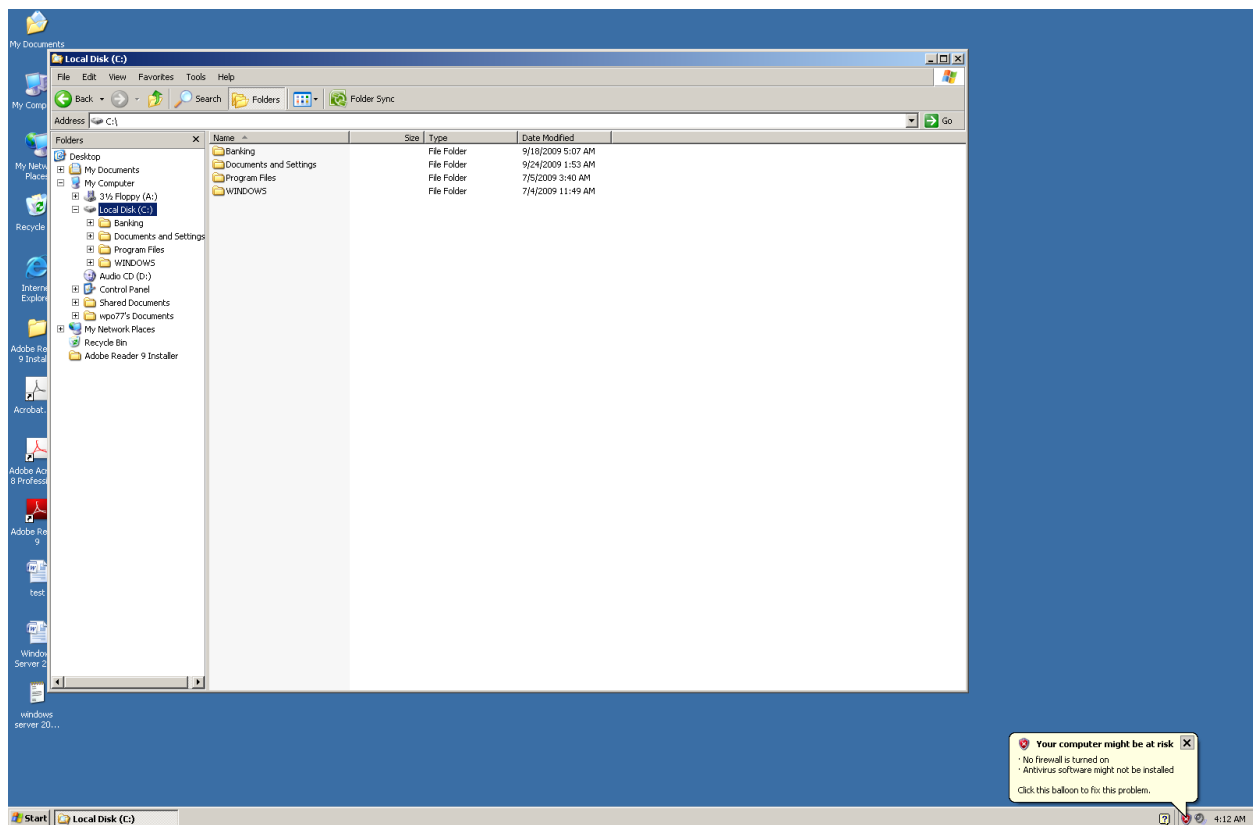 My Documents
Local Disk (C:)
File Edit View Favorites Tools Help
My Comp
Back Search Folders Folder Sync
Address C:\ Go
Folders Name Size Type Date Modified
My Netw
Places
Recycle
Interne
Explore
Adobe Re
9 Instal
Acrobat.
Adobe Acr
8 Professi
Adobe Re
9
test
Window
Server 2
windows
server 20...
Desktop
My Documents
My Computer
3½ Floppy (A:)
Local Disk (C:)
Banking
Documents and Settings
Program Files
WINDOWS
Audio CD (D:)
Control Panel
Shared Documents
wpo77's Documents
My Network Places
Recycle Bin
Adobe Reader 9 Installer
Banking File Folder 9/18/2009 5:07 AM
Documents and Settings File Folder 9/24/2009 1:53 AM
Program Files File Folder 7/5/2009 3:40 AM
WINDOWS File Folder 7/4/2009 11:49 AM
Your computer might be at risk
· No firewall is turned on
· Antivirus software might not be installed
Click this balloon to fix this problem.
Start Local Disk (C:) 4:12 AM